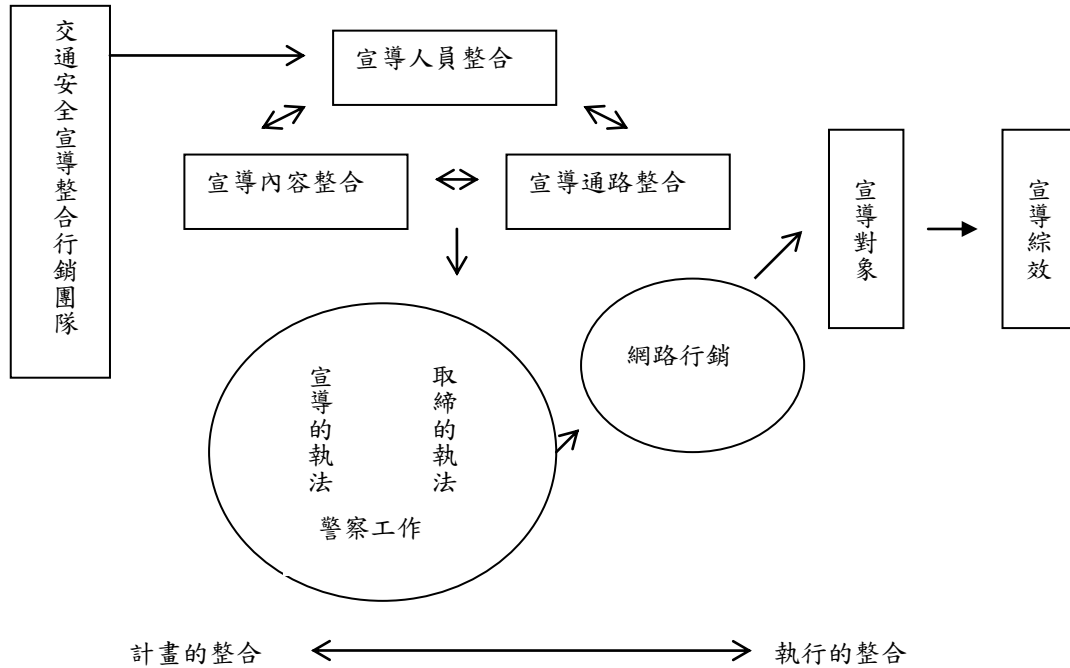 交通安全宣導整合行銷團隊
宣導人員整合
宣導內容整合
宣導通路整合
宣導對象
宣導綜效
網路行銷
宣導的執法
取締的執法
警察工作
計畫的整合
執行的整合